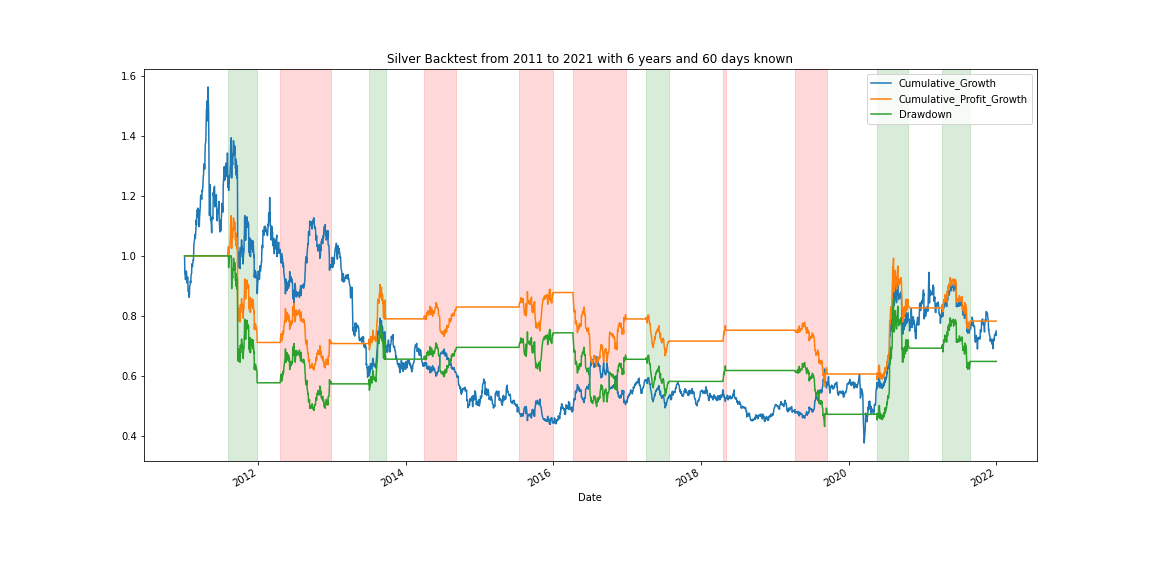 Silver Backtest from 2011 to 2021 with 6 years and 60 days known
Cumulative_Growth
Cumulative_Profit_Growth
Drawdown
1.6
1.4
1.2
1.0
0.8
0.6
0.4
2012
2014
2016
2018
2020
2022
Date